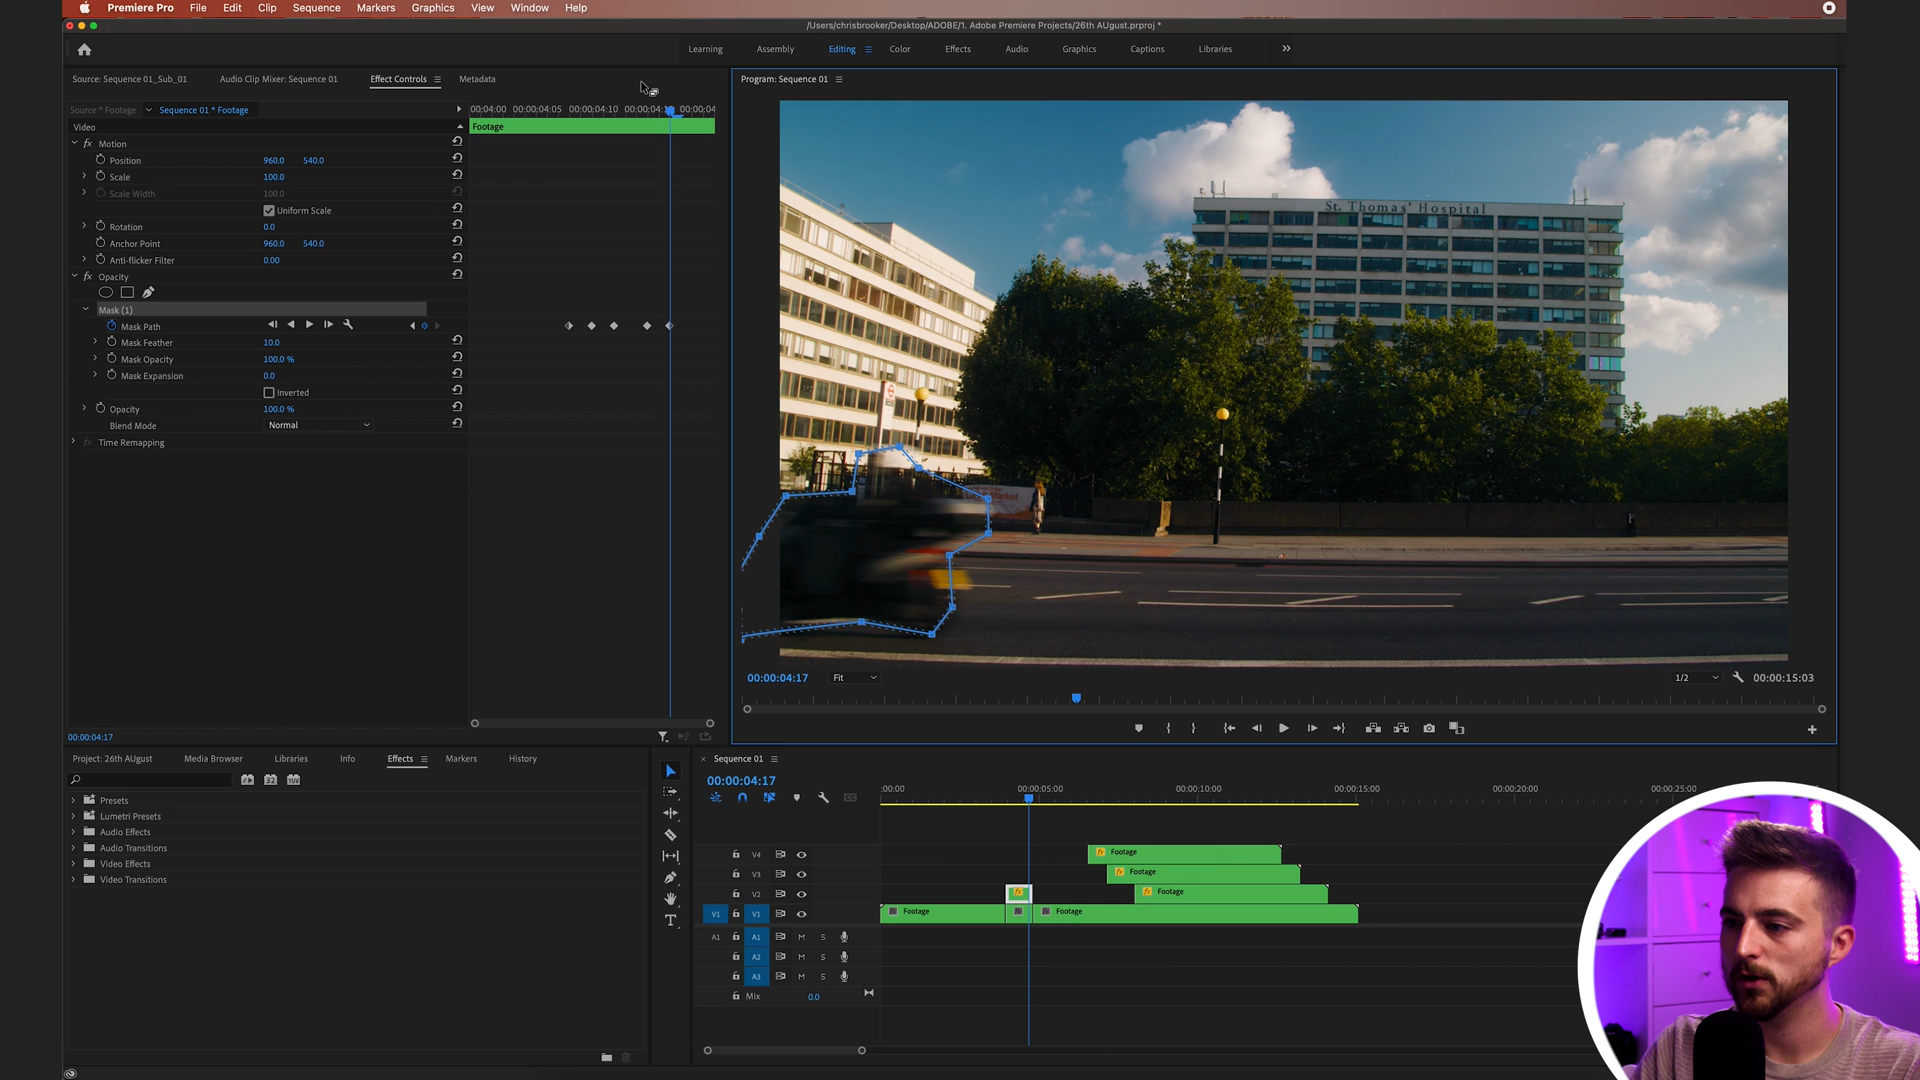 Premiere Pro File Edit Clip Sequence Markers Graphics View Window Help
/Users/chrisbrooker/Desktop/ADOBE/1. Adobe Premiere Projects/26th AUgust.prproj *
Learning Assembly Editing Color Effects Audio Graphics Captions Libraries
Source: Sequence 01_Sub_01 Audio Clip Mixer: Sequence 01 Effect Controls Metadata
Program: Sequence 01
Source * Footage Sequence 01 * Footage
00:04:00 00:00:04:05 00:00:04:10 00:00:04:1 00:00:04
Video
Footage
Motion
Position 960.0 540.0
Scale 100.0
Scale Width 100.0
Uniform Scale
Rotation 0.0
Anchor Point 960.0 540.0
Anti-flicker Filter 0.00
Opacity
Mask (1)
Mask Path
Mask Feather 10.0
Mask Opacity 100.0 %
Mask Expansion 0.0
Inverted
Opacity 100.0 %
Blend Mode Normal
Time Remapping
St. Thomas' Hospital
00:00:04:17
00:00:04:17 Fit 1/2 00:00:15:03
Project: 26th AUgust Media Browser Libraries Info Effects Markers History
Presets
Lumetri Presets
Audio Effects
Audio Transitions
Video Effects
Video Transitions
× Sequence 01
00:00:04:17
:00:00 00:00:05:00 00:00:10:00 00:00:15:00 00:00:20:00 00:00:25:00
V4 fx Footage
V3 fx Footage
V2 fx fx Footage
V1 V1 Footage Footage
A1 A1 M S
A2 M S
A3 M S
Mix 0.0